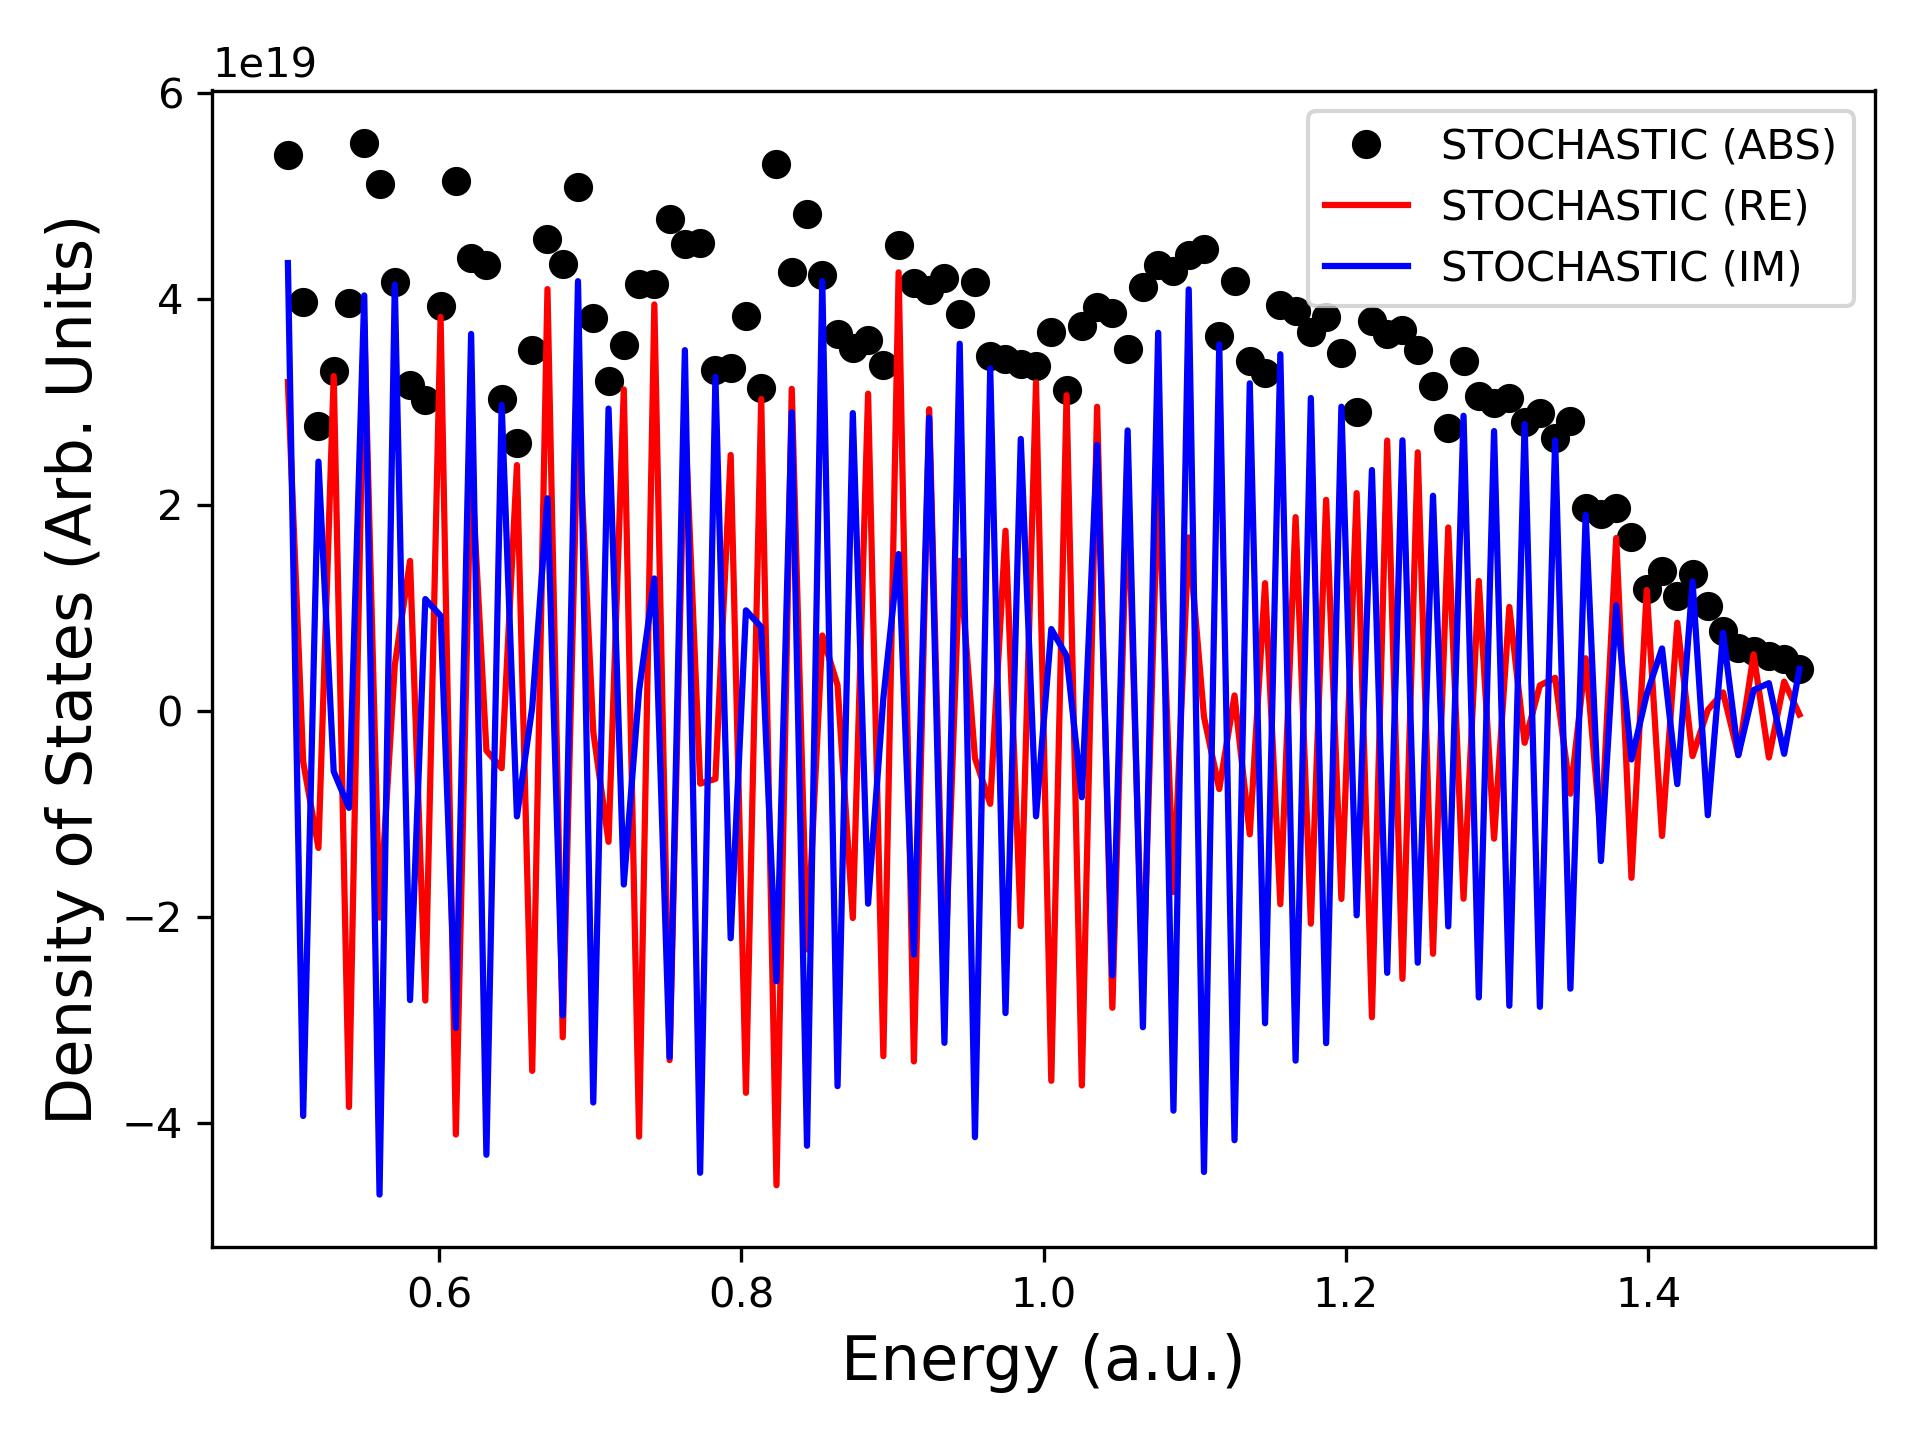 1e19
6
4
2
0
−2
−4
Density of States (Arb. Units)
STOCHASTIC (ABS)
STOCHASTIC (RE)
STOCHASTIC (IM)
0.6 0.8 1.0 1.2 1.4
Energy (a.u.)